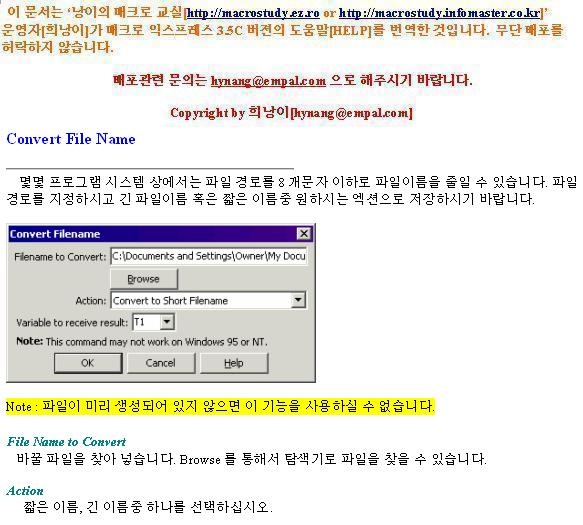 이 문서는 ‘낭이의 매크로 교실[http://macrostudy.ez.ro or http://macrostudy.infomaster.co.kr]’
운영자[희낭이]가 매크로 익스프레스 3.5C 버젼의 도움말[HELP]를 번역한 것입니다. 무단 배포를
허락하지 않습니다.
배포관련 문의는 hynang@empal.com 으로 해주시기 바랍니다.
Copyright by 희낭이[hynang@empal.com]
Convert File Name
몇몇 프로그램 시스템 상에서는 파일 경로를 8 개문자 이하로 파일이름을 줄일 수 있습니다. 파일
경로를 지정하시고 긴 파일이름 혹은 짧은 이름중 원하시는 액션으로 저장하시기 바랍니다.
Convert Filename
Filename to Convert: C:\Documents and Settings\Owner\My Docu
Browse
Action: Convert to Short Filename
Variable to receive result: T1
Note: This command may not work on Windows 95 or NT.
OK Cancel Help
Note : 파일이 미리 생성되어 있지 않으면 이 기능을 사용하실 수 없습니다.
File Name to Convert
바꿀 파일을 찾아 넣습니다. Browse 를 통해서 탐색기로 파일을 찾을 수 있습니다.
Action
짧은 이름, 긴 이름중 하나를 선택하십시오.